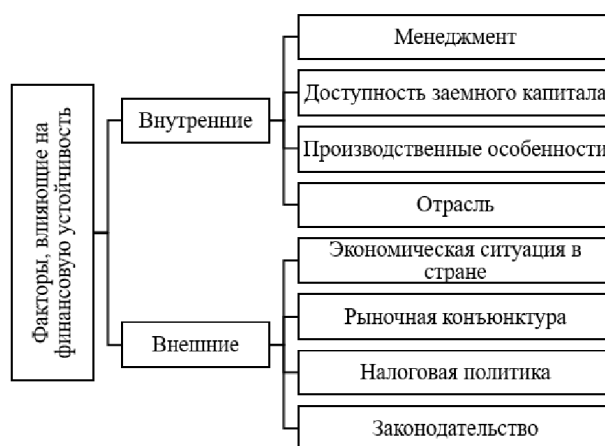 Факторы, влияющие на
финансовую устойчивость
Внутренние
Менеджмент
Доступность заемного капитала
Производственные особенности
Отрасль
Внешние
Экономическая ситуация в
стране
Рыночная конъюнктура
Налоговая политика
Законодательство